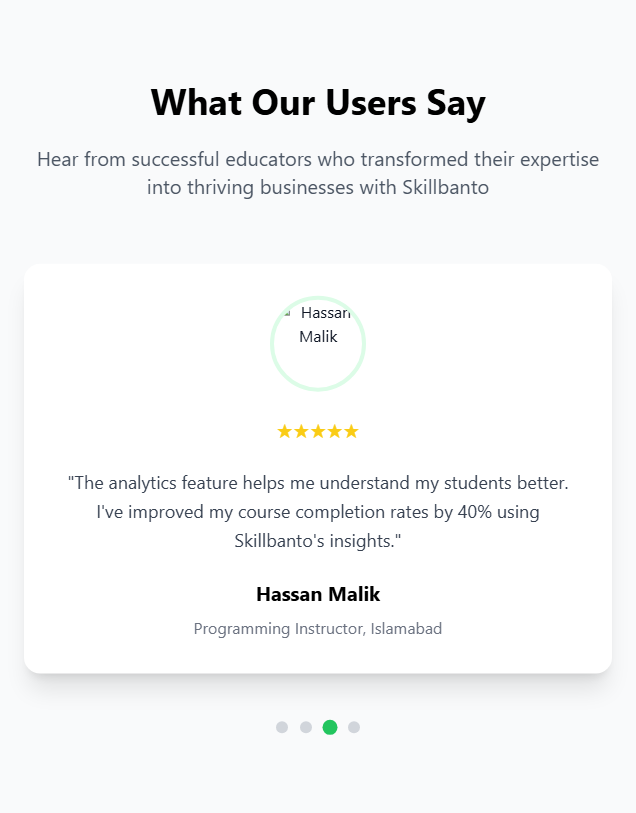 What Our Users Say
Hear from successful educators who transformed their expertise
into thriving businesses with Skillbanto
Hassan
Malik
★★★★★
"The analytics feature helps me understand my students better.
I've improved my course completion rates by 40% using
Skillbanto's insights."
Hassan Malik
Programming Instructor, Islamabad